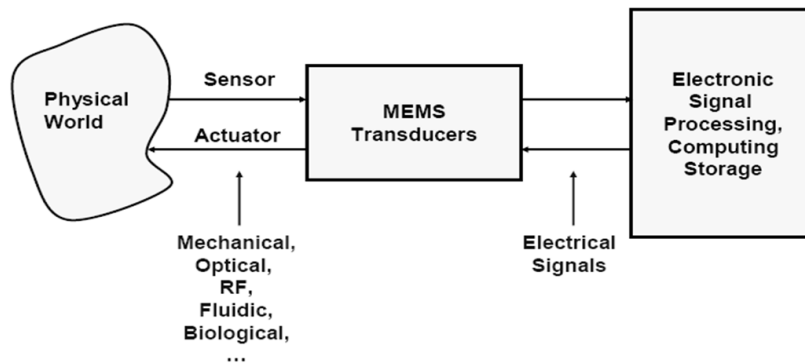 Physical
World
Sensor
Actuator
MEMS
Transducers
Electronic
Signal
Processing,
Computing
Storage
Mechanical,
Optical,
RF,
Fluidic,
Biological,
...
Electrical
Signals